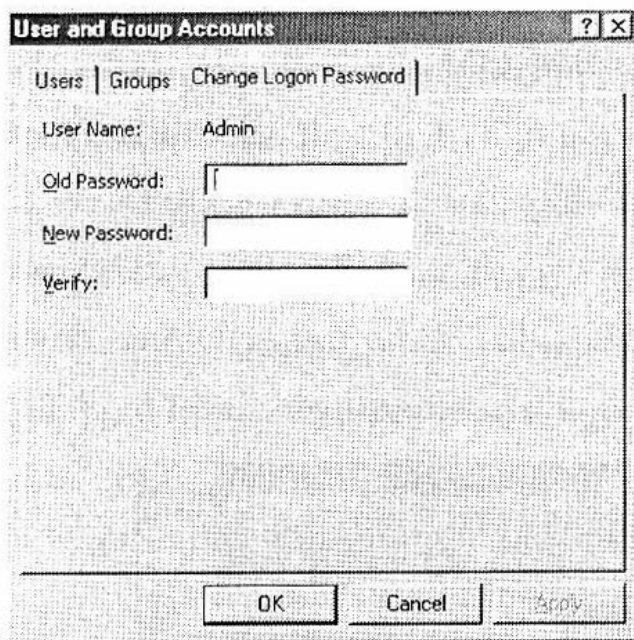 User and Group Accounts ? X
Users Groups Change Logon Password
User Name: Admin
Old Password:
New Password:
Verify:
OK Cancel Apply